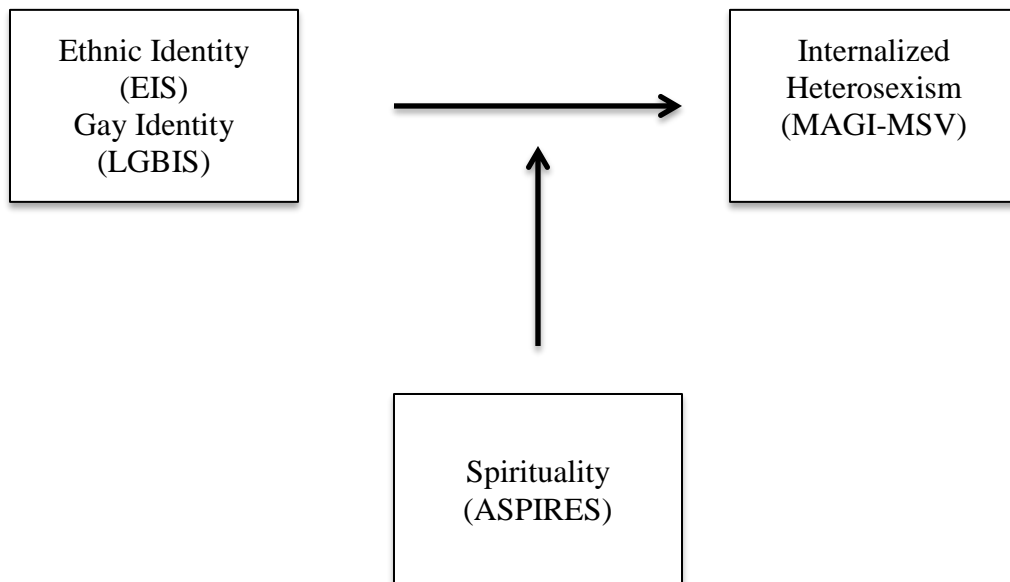 Ethnic Identity
(EIS)
Gay Identity
(LGBIS)
Internalized
Heterosexism
(MAGI-MSV)
Spirituality
(ASPIRES)